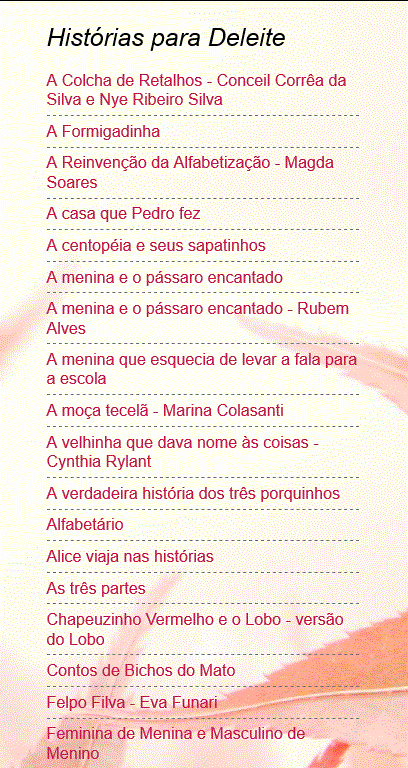 Histórias para Deleite
A Colcha de Retalhos - Conceil Corrêa da
Silva e Nye Ribeiro Silva
A Formigadinha
A Reinvenção da Alfabetização - Magda
Soares
A casa que Pedro fez
A centopéia e seus sapatinhos
A menina e o pássaro encantado
A menina e o pássaro encantado - Rubem
Alves
A menina que esquecia de levar a fala para
a escola
A moça tecelã - Marina Colasanti
A velhinha que dava nome às coisas -
Cynthia Rylant
A verdadeira história dos três porquinhos
Alfabetário
Alice viaja nas histórias
As três partes
Chapeuzinho Vermelho e o Lobo - versão
do Lobo
Contos de Bichos do Mato
Felpo Filva - Eva Funari
Feminina de Menina e Masculino de
Menino